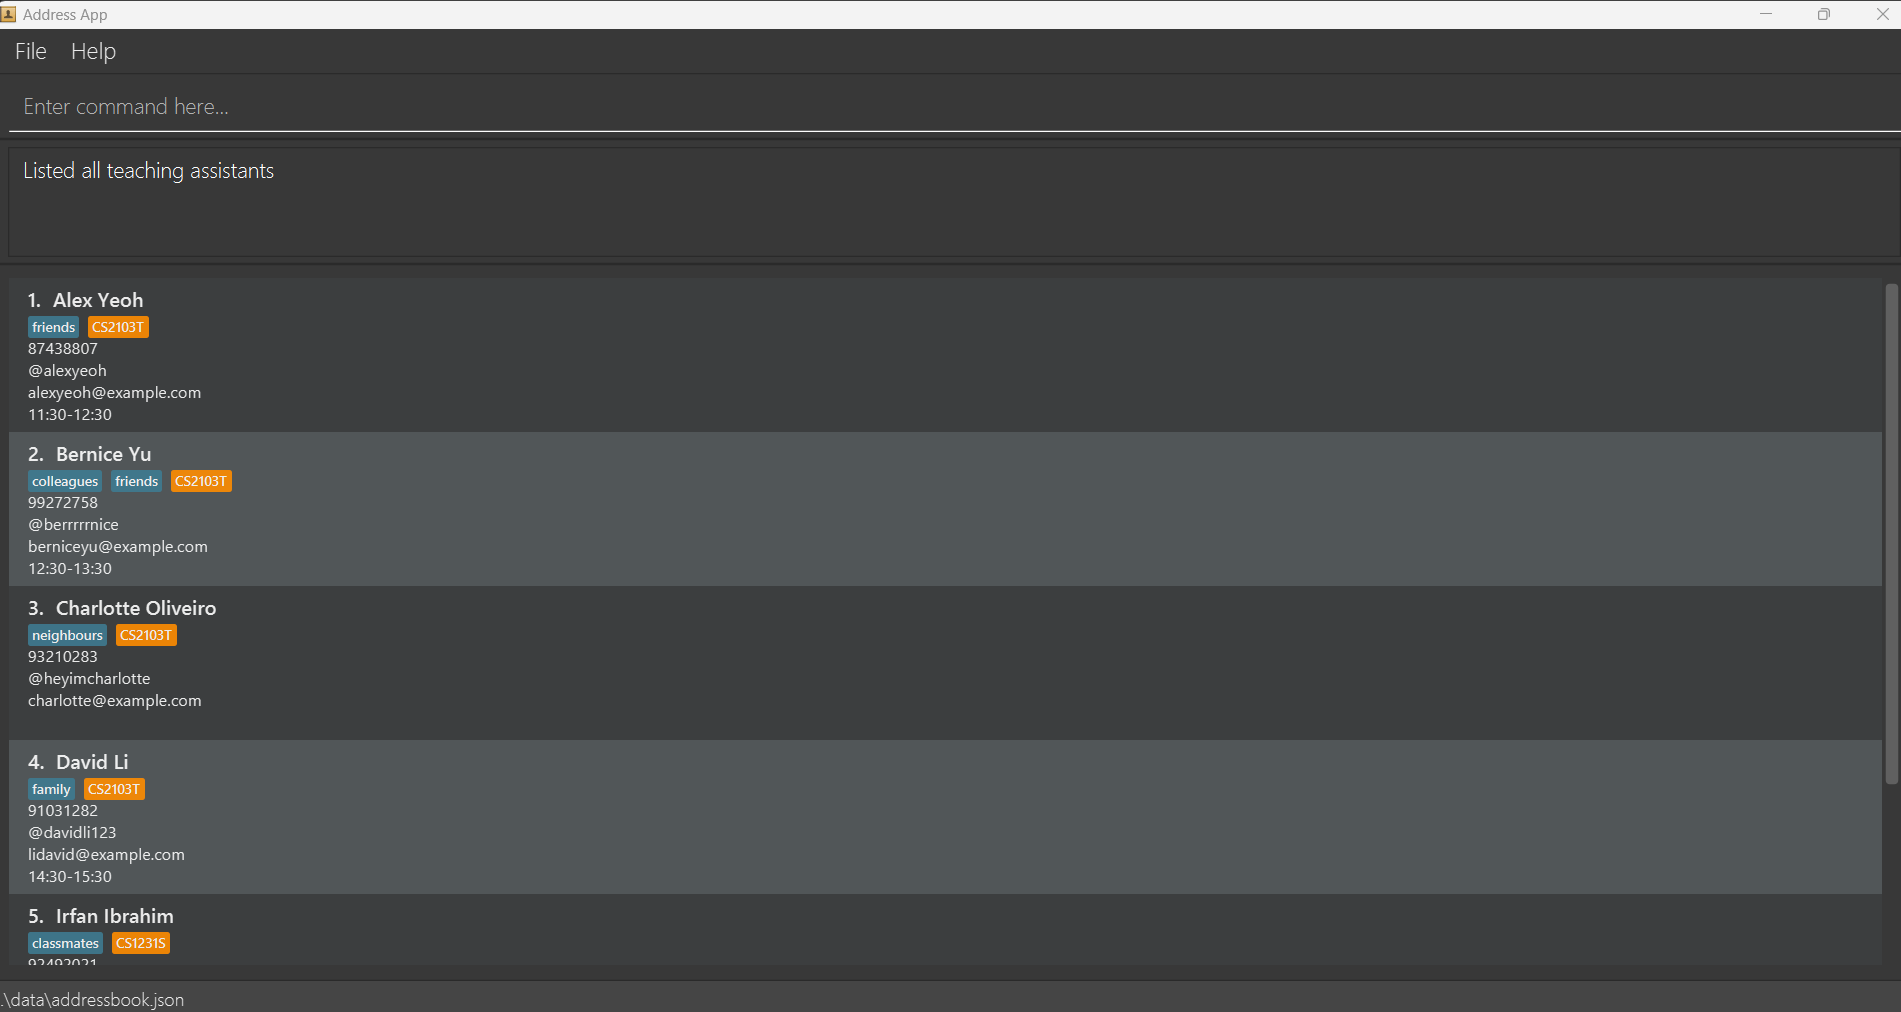 Address App
File Help
Enter command here...
Listed all teaching assistants
1. Alex Yeoh
friends CS2103T
87438807
@alexyeoh
alexyeoh@example.com
11:30-12:30
2. Bernice Yu
colleagues friends CS2103T
99272758
@berrrrrnice
berniceyu@example.com
12:30-13:30
3. Charlotte Oliveiro
neighbours CS2103T
93210283
@heyimcharlotte
charlotte@example.com
4. David Li
family CS2103T
91031282
@davidli123
lidavid@example.com
14:30-15:30
5. Irfan Ibrahim
classmates CS1231S
92492021
.\data\addressbook.json